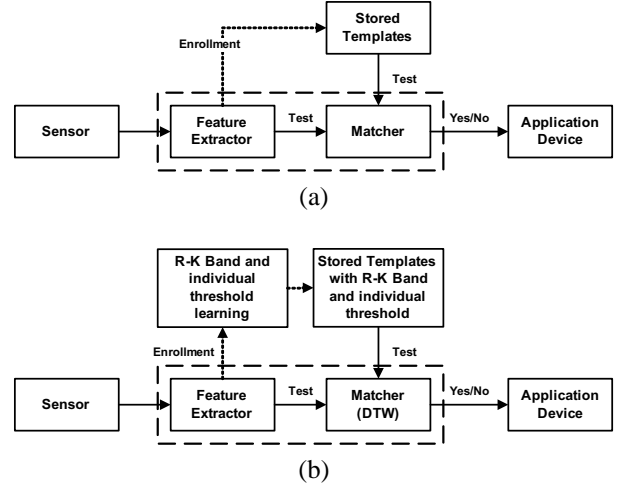 Stored
Templates
Enrollment
Test
Sensor
Feature
Extractor
Test
Matcher
Yes/No
Application
Device
(a)
R-K Band and
individual
threshold
learning
Stored Templates
with R-K Band
and individual
threshold
Enrollment
Test
Sensor
Feature
Extractor
Test
Matcher
(DTW)
Yes/No
Application
Device
(b)